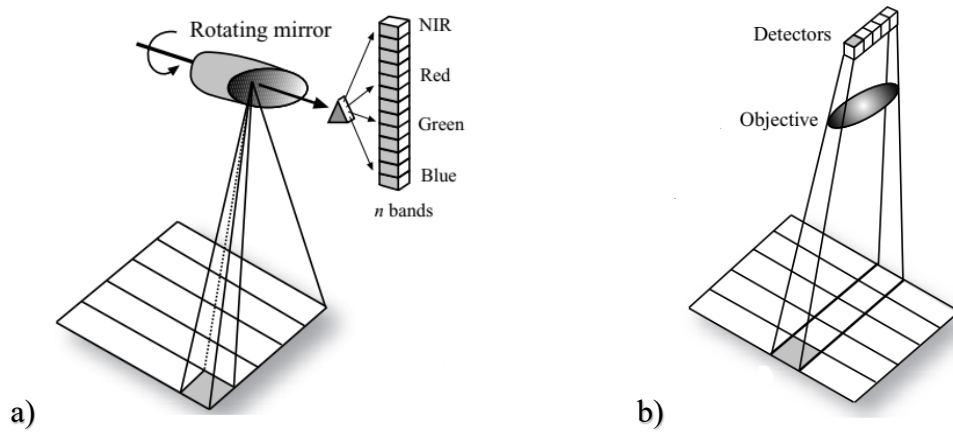 Rotating mirror
NIR
Red
Green
Blue
n bands
a)
Detectors
Objective
b)